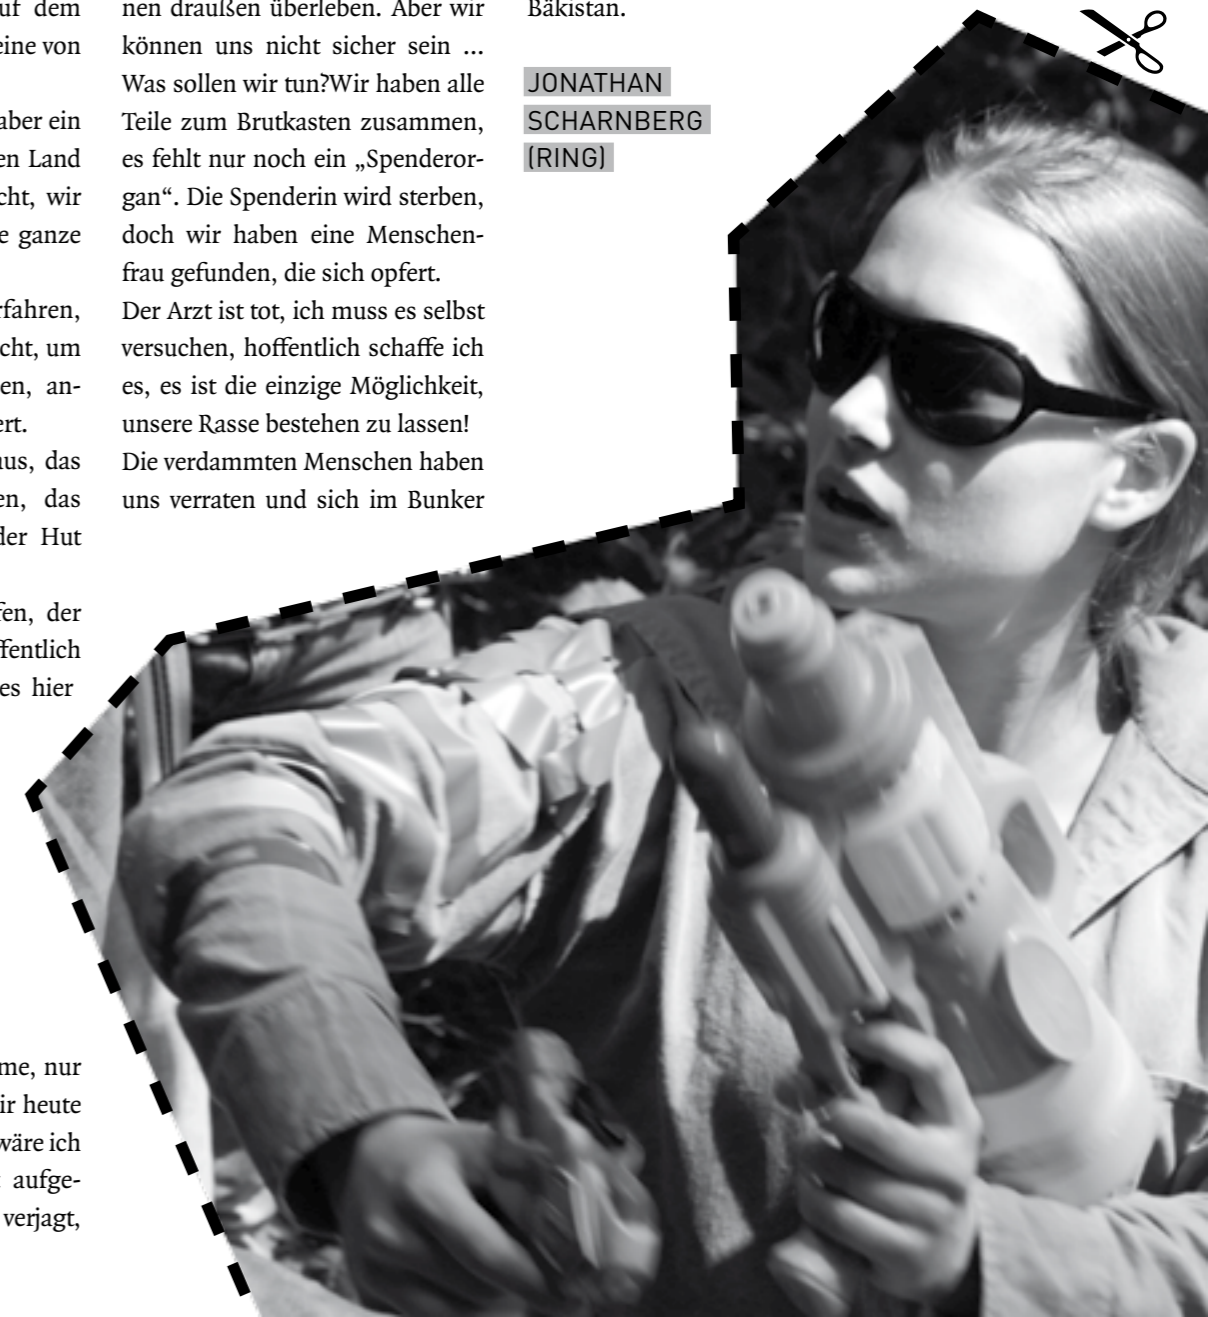 uf dem
eine von
aber ein
en Land
cht, wir
e ganze
rfahren,
cht, um
en, an-
ert.
us, das
en, das
der Hut
fen, der
ffentlich
es hier
me, nur
ir heute
wäre ich
aufge-
verjagt,
nen draußen überleben. Aber wir
können uns nicht sicher sein ...
Was sollen wir tun?Wir haben alle
Teile zum Brutkasten zusammen,
es fehlt nur noch ein „Spenderor-
gan“. Die Spenderin wird sterben,
doch wir haben eine Menschen-
frau gefunden, die sich opfert.
Der Arzt ist tot, ich muss es selbst
versuchen, hoffentlich schaffe ich
es, es ist die einzige Möglichkeit,
unsere Rasse bestehen zu lassen!
Die verdammten Menschen haben
uns verraten und sich im Bunker
Bäkistan.
JONATHAN
SCHARNBERG
(RING)